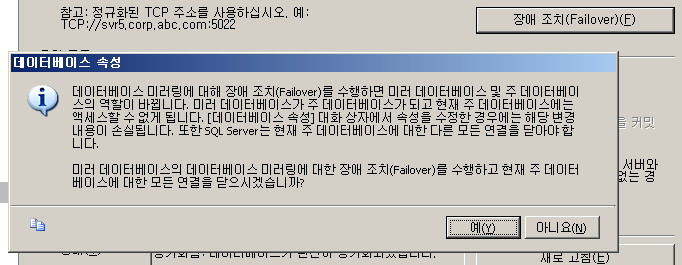 참고: 정규화된 TCP 주소를 사용하십시오. 예:
TCP://svr5.corp.abc.com:5022
장애 조치(Failover)(F)
데이터베이스 속성
데이터베이스 미러링에 대해 장애 조치(Failover)를 수행하면 미러 데이터베이스 및 주 데이터베이
스의 역할이 바뀝니다. 미러 데이터베이스가 주 데이터베이스가 되고 현재 주 데이터베이스에는
액세스할 수 없게 됩니다. [데이터베이스 속성] 대화 상자에서 속성을 수정한 경우에는 해당 변경
내용이 손실됩니다. 또한 SQL Server는 현재 주 데이터베이스에 대한 다른 모든 연결을 닫아야 합
니다.
을 커밋
서버와
없는 경
미러 데이터베이스의 데이터베이스 미러링에 대한 장애 조치(Failover)를 수행하고 현재 주 데이터
베이스에 대한 모든 연결을 닫으시겠습니까?
예(Y)
아니요(N)
새로 고침(E)